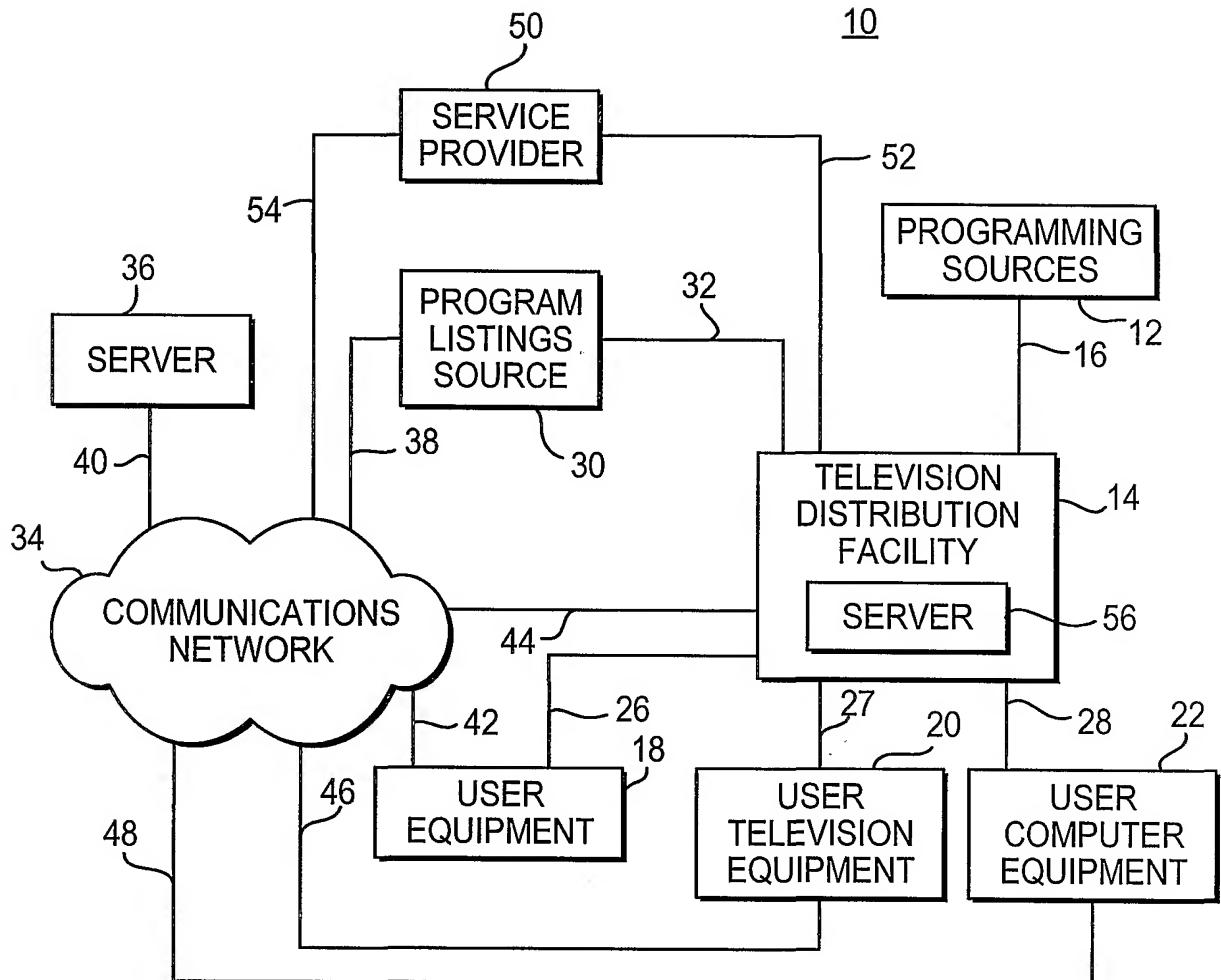 10
50
SERVICE
PROVIDER
52
54
PROGRAMMING
SOURCES
12
16
36
SERVER
40
PROGRAM
LISTINGS
SOURCE
32
38
30
TELEVISION
DISTRIBUTION
FACILITY
14
SERVER
56
34
COMMUNICATIONS
NETWORK
44
42
26
27
28
18
USER
EQUIPMENT
20
USER
TELEVISION
EQUIPMENT
22
USER
COMPUTER
EQUIPMENT
46
48